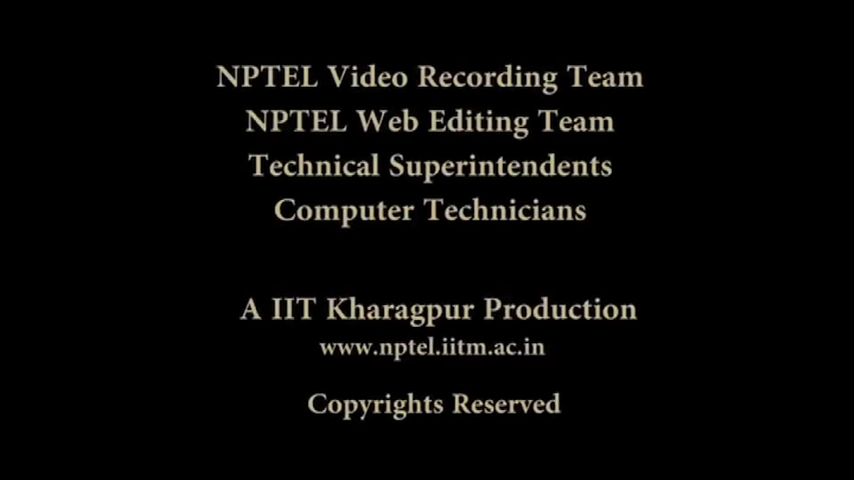 NPTEL Video Recording Team
NPTEL Web Editing Team
Technical Superintendents
Computer Technicians
A IIT Kharagpur Production
www.nptel.iitm.ac.in
Copyrights Reserved